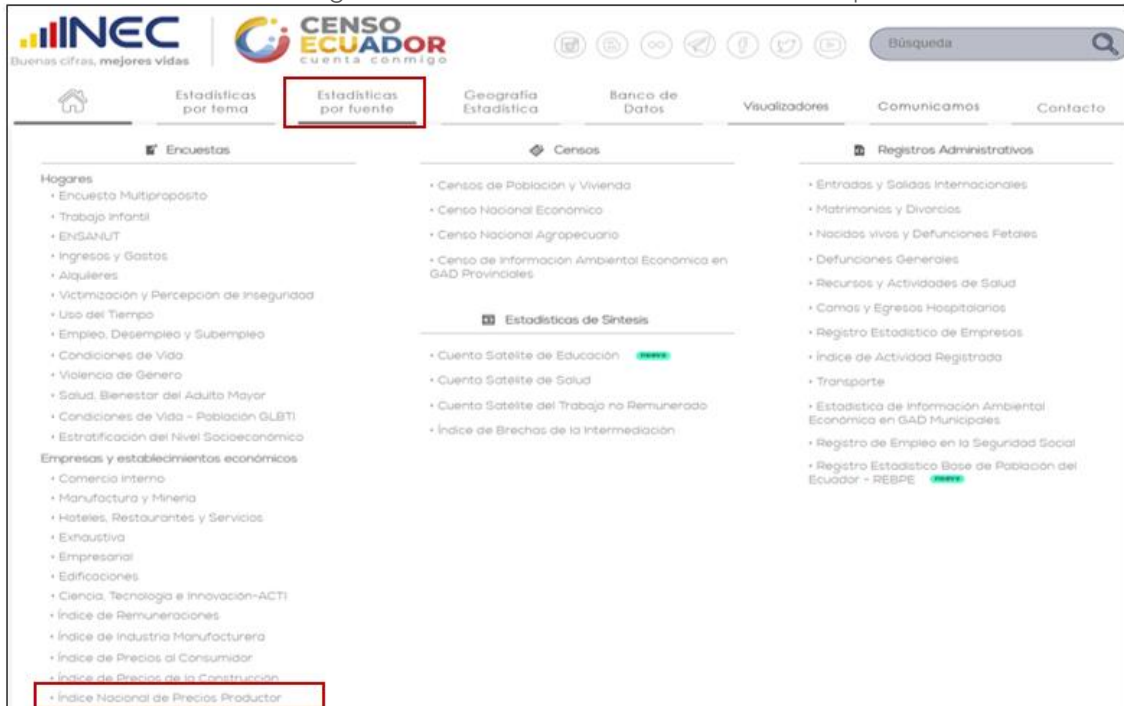 INEC
Buenas cifras, mejores vidas
CENSO
ECUADOR
cuenta conmigo
Búsqueda
Estadísticas
por tema
Estadísticas
por fuente
Geografía
Estadística
Banco de
Datos
Visualizadores
Comunicamos
Contacto
Encuestas
Hogares
• Encuesta Multipropósito
• Trabajo Infantil
• ENSANUT
• Ingresos y Gastos
• Alquileres
• Victimización y Percepción de Inseguridad
• Uso del Tiempo
• Empleo, Desempleo y Subempleo
• Condiciones de Vida
• Violencia de Género
• Salud, Bienestar del Adulto Mayor
• Condiciones de Vida - Población GLBTI
• Estratificación del Nivel Socioeconómico
Empresas y establecimientos económicos
• Comercio Interno
• Manufactura y Minería
• Hoteles, Restaurantes y Servicios
• Exhaustiva
• Empresarial
• Edificaciones
• Ciencia, Tecnología e Innovación-ACTI
• Índice de Remuneraciones
• Índice de Industria Manufacturera
• Índice de Precios al Consumidor
• Índice de Precios de la Construcción
• Índice Nacional de Precios Productor
Censos
• Censos de Población y Vivienda
• Censo Nacional Económico
• Censo Nacional Agropecuario
• Censo de Información Ambiental Económica en
GAD Provinciales
Estadísticas de Síntesis
• Cuenta Satélite de Educación nuevo
• Cuenta Satélite de Salud
• Cuenta Satélite del Trabajo no Remunerado
• Índice de Brechas de la Intermediación
Registros Administrativos
• Entradas y Salidas Internacionales
• Matrimonios y Divorcios
• Nacidos vivos y Defunciones Fetales
• Defunciones Generales
• Recursos y Actividades de Salud
• Camas y Egresos Hospitalarios
• Registro Estadístico de Empresas
• Índice de Actividad Registrada
• Transporte
• Estadística de Información Ambiental
Económica en GAD Municipales
• Registro de Empleo en la Seguridad Social
• Registro Estadístico Base de Población del
Ecuador - REBPE nuevo